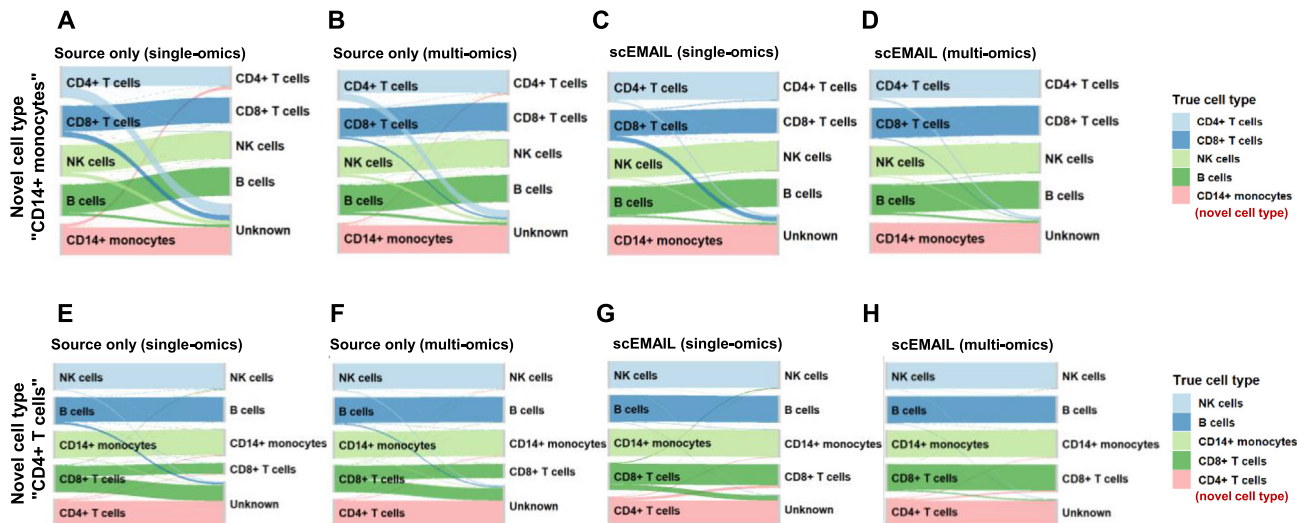 A
B
C
D
Source only (single-omics)
Source only (multi-omics)
scEMAIL (single-omics)
scEMAIL (multi-omics)
Novel cell type
"CD14+ monocytes"
CD4+ T cells
CD8+ T cells
NK cells
B cells
CD14+ monocytes
CD4+ T cells
CD8+ T cells
NK cells
B cells
Unknown
CD4+ T cells
CD8+ T cells
NK cells
B cells
CD14+ monocytes
CD4+ T cells
CD8+ T cells
NK cells
B cells
Unknown
CD4+ T cells
CD8+ T cells
NK cells
B cells
CD14+ monocytes
CD4+ T cells
CD8+ T cells
NK cells
B cells
Unknown
CD4+ T cells
CD8+ T cells
NK cells
B cells
CD14+ monocytes
CD4+ T cells
CD8+ T cells
NK cells
B cells
Unknown
True cell type
CD4+ T cells
CD8+ T cells
NK cells
B cells
CD14+ monocytes
(novel cell type)
E
F
G
H
Source only (single-omics)
Source only (multi-omics)
scEMAIL (single-omics)
scEMAIL (multi-omics)
Novel cell type
"CD4+ T cells"
NK cells
B cells
CD14+ monocytes
CD8+ T cells
CD4+ T cells
NK cells
B cells
CD14+ monocytes
CD8+ T cells
Unknown
NK cells
B cells
CD14+ monocytes
CD8+ T cells
CD4+ T cells
NK cells
B cells
CD14+ monocytes
CD8+ T cells
Unknown
NK cells
B cells
CD14+ monocytes
CD8+ T cells
CD4+ T cells
NK cells
B cells
CD14+ monocytes
CD8+ T cells
Unknown
NK cells
B cells
CD14+ monocytes
CD8+ T cells
CD4+ T cells
NK cells
B cells
CD14+ monocytes
CD8+ T cells
Unknown
True cell type
NK cells
B cells
CD14+ monocytes
CD8+ T cells
CD4+ T cells
(novel cell type)